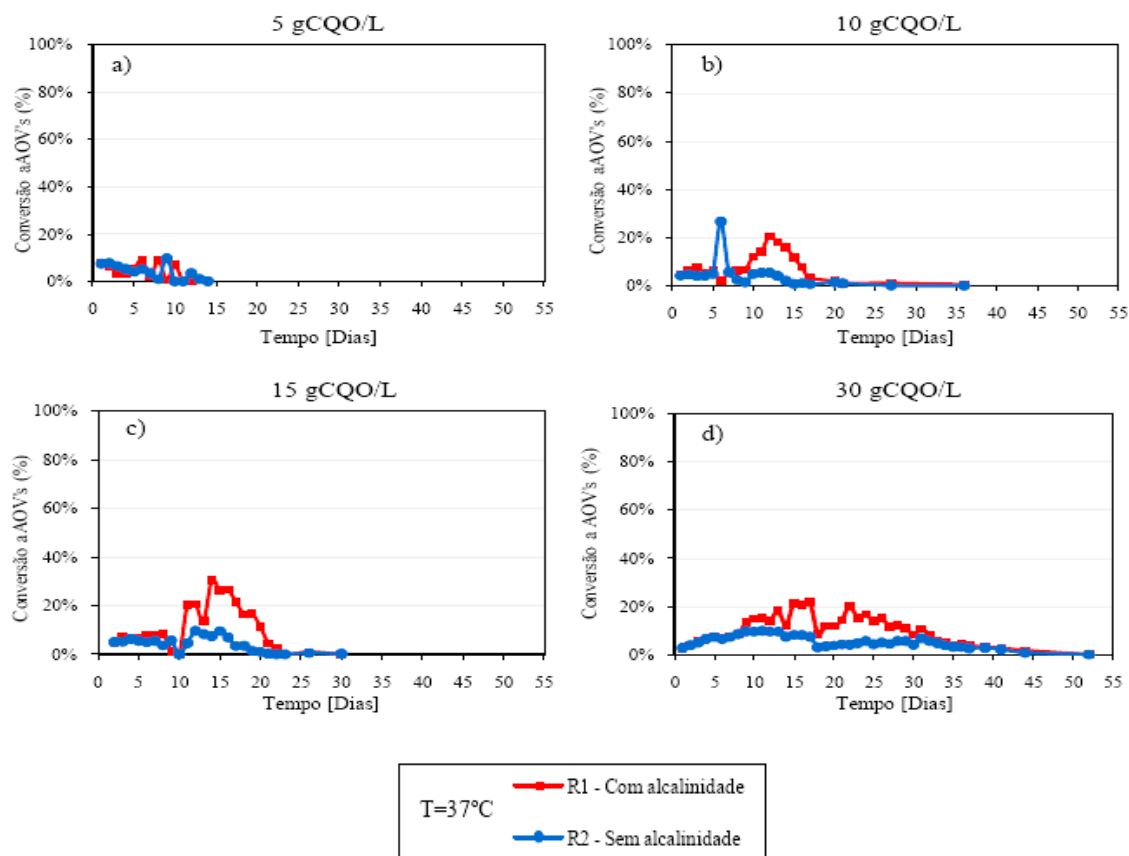 5 gCQO/L
a)
Conversão aAOV's (%)
100%
80%
60%
40%
20%
0%
0 5 10 15 20 25 30 35 40 45 50 55
Tempo [Dias]
10 gCQO/L
b)
Conversão aAOV's (%)
100%
80%
60%
40%
20%
0%
0 5 10 15 20 25 30 35 40 45 50 55
Tempo [Dias]
15 gCQO/L
c)
Conversão aAOV's (%)
100%
80%
60%
40%
20%
0%
0 5 10 15 20 25 30 35 40 45 50 55
Tempo [Dias]
30 gCQO/L
d)
Conversão a AOV's (%)
100%
80%
60%
40%
20%
0%
0 5 10 15 20 25 30 35 40 45 50 55
Tempo [Dias]
T=37°C
R1 - Com alcalinidade
R2 - Sem alcalinidade